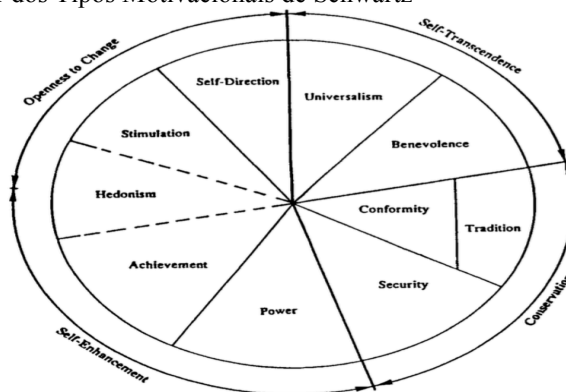 dos Tipos Motivacionais de Schwartz
Openness to Change
Self-Transcendence
Self-Direction
Universalism
Stimulation
Benevolence
Hedonism
Conformity
Tradition
Achievement
Security
Power
Self-Enhancement
Conservation